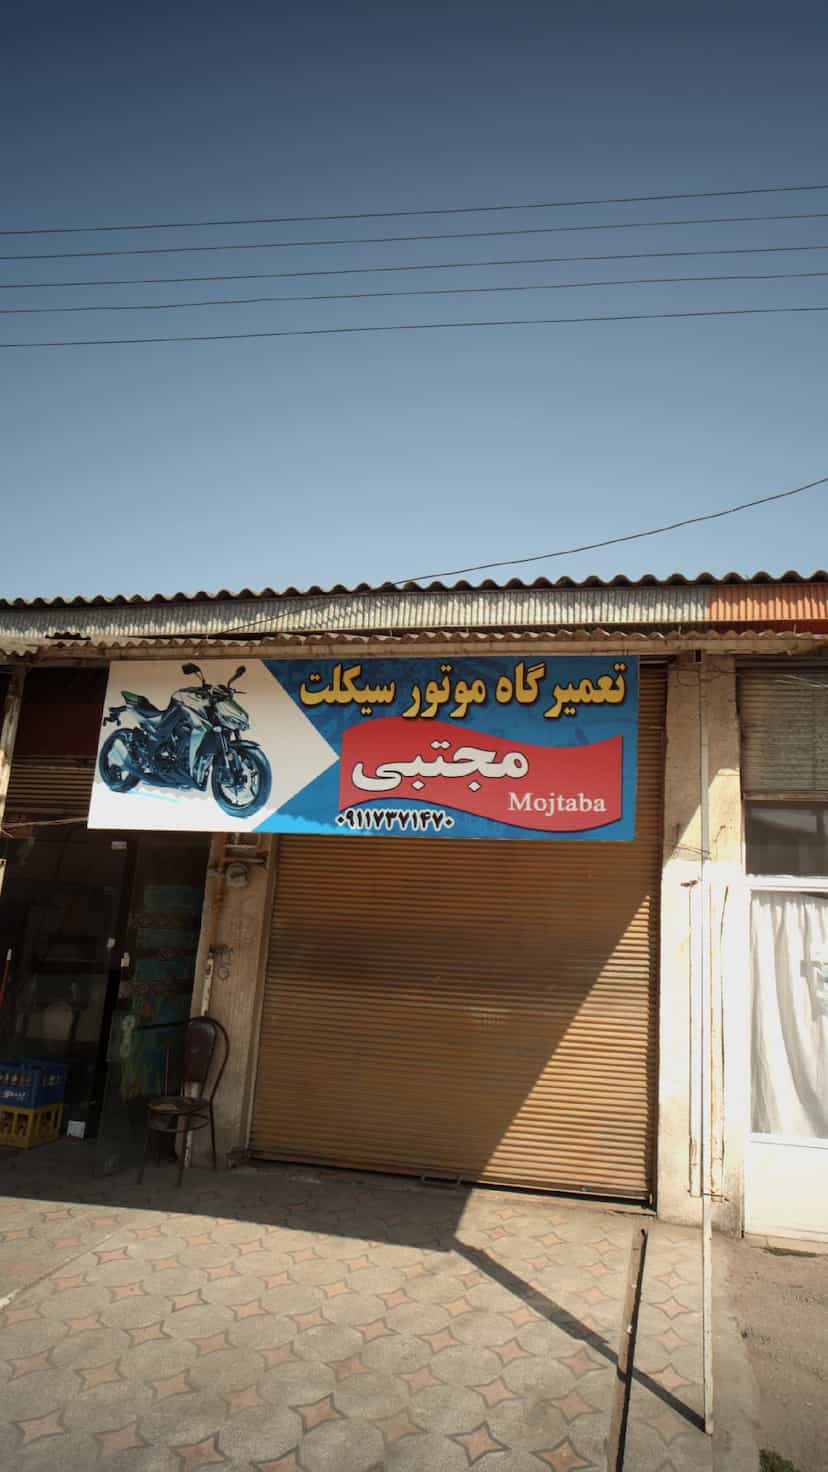 تعمیرگاه موتور سیکلت
مجتبی
Mojtaba
۰۹۱۱۷۳۷۱۴۷۰